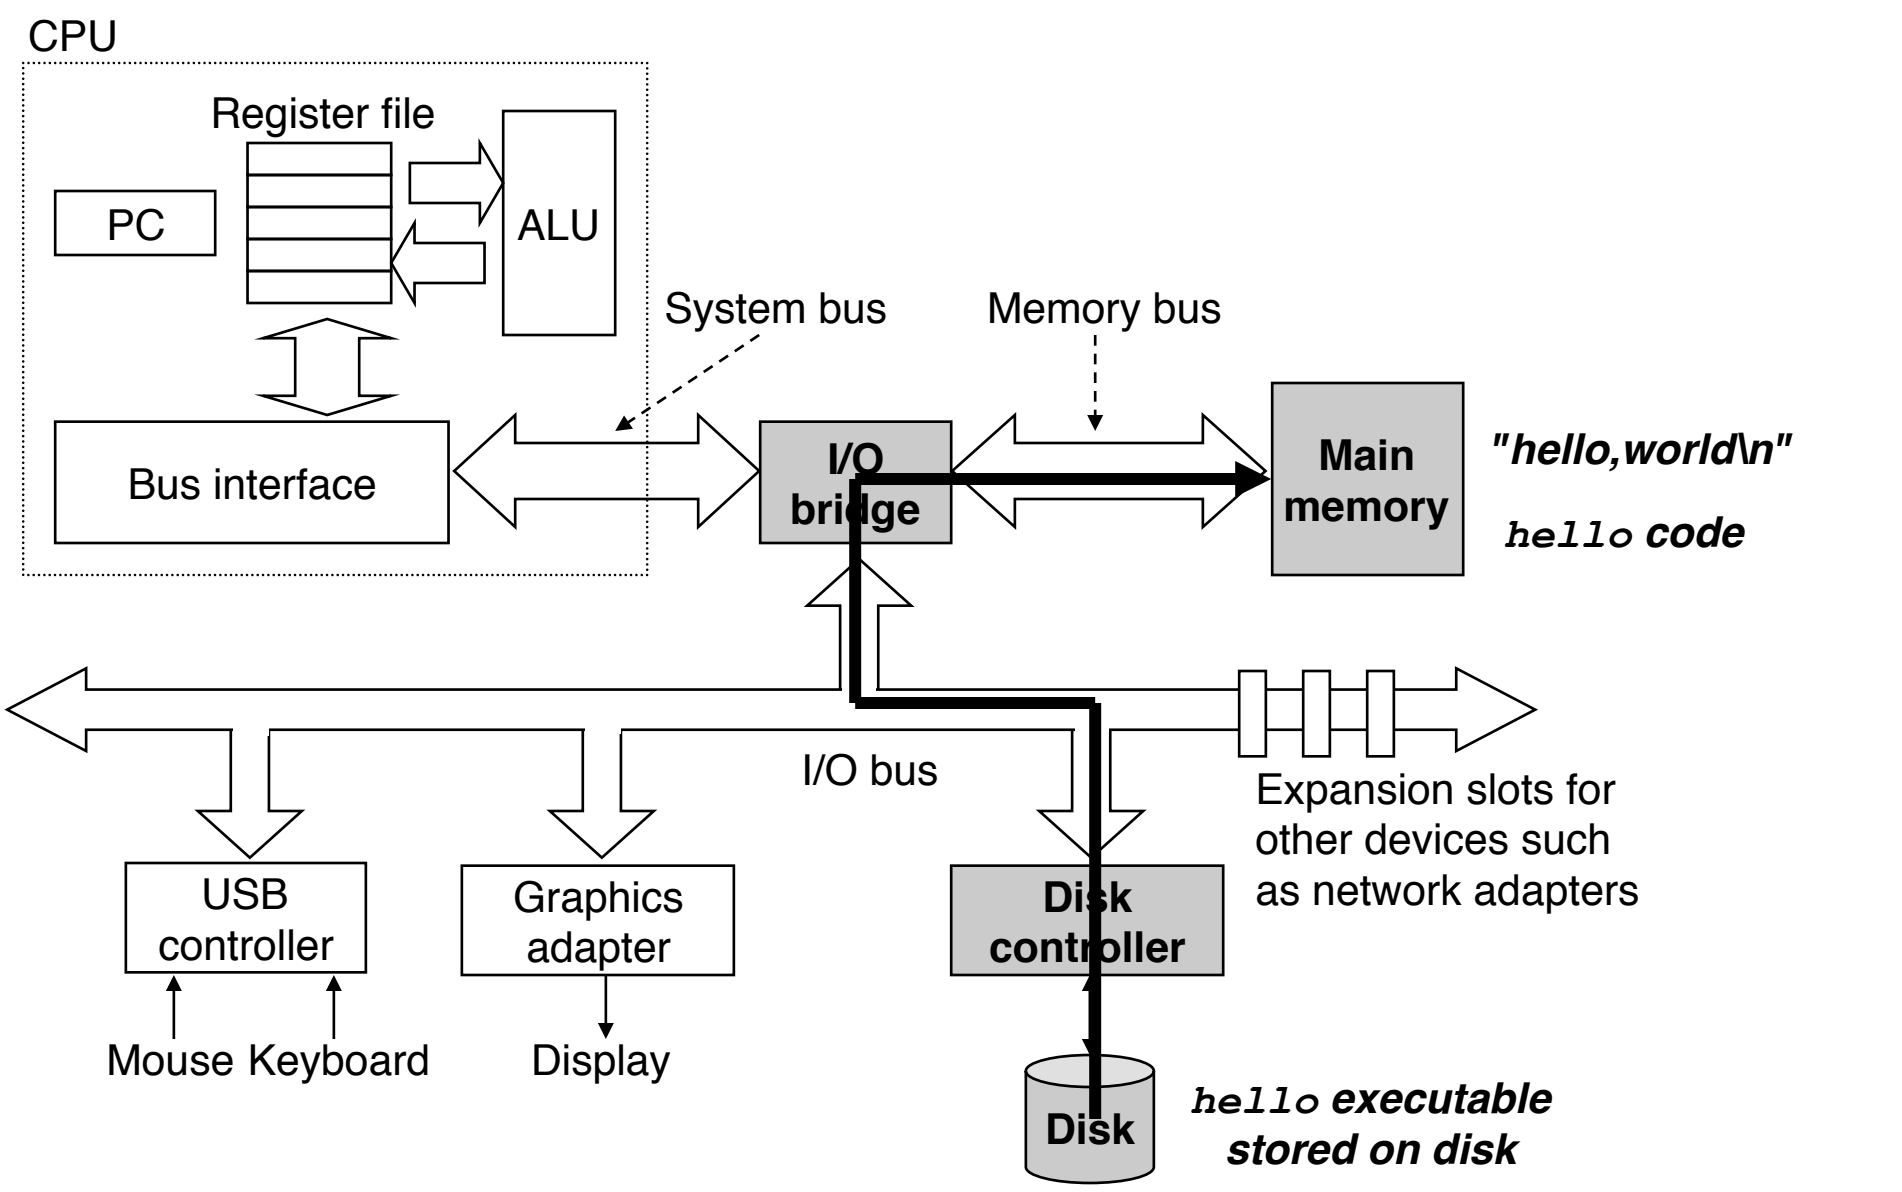 CPU
Register file
PC
ALU
System bus
Memory bus
Bus interface
I/O
bridge
Main
memory
"hello,world\n"
hello code
I/O bus
Expansion slots for
other devices such
as network adapters
USB
controller
Graphics
adapter
Disk
controller
Mouse Keyboard
Display
Disk
hello executable
stored on disk